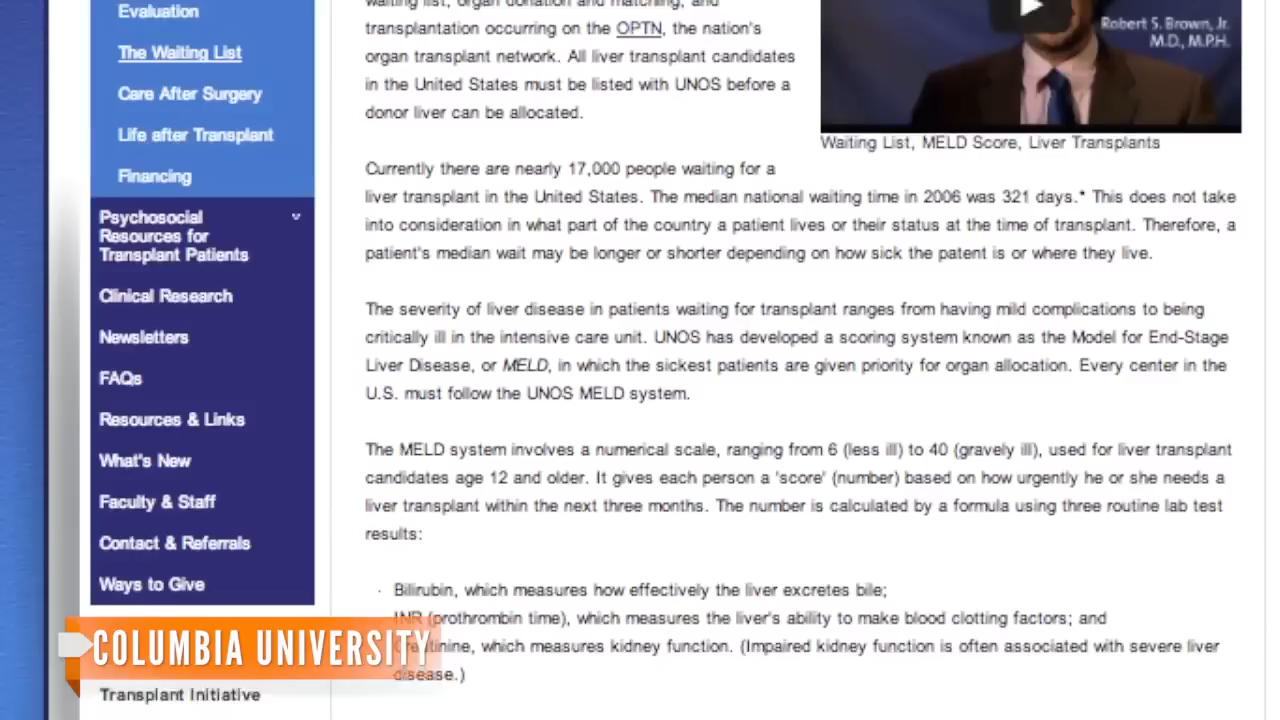 Evaluation
The Waiting List
Care After Surgery
Life after Transplant
Financing
Psychosocial
Resources for
Transplant Patients
Clinical Research
Newsletters
FAQs
Resources & Links
What's New
Faculty & Staff
Contact & Referrals
Ways to Give
COLUMBIA UNIVERSITY
Transplant Initiative
waiting list, organ donation and matching, and
transplantation occurring on the OPTN, the nation's
organ transplant network. All liver transplant candidates
in the United States must be listed with UNOS before a
donor liver can be allocated.
Robert S. Brown, Jr.
M.D., M.P.H.
Waiting List, MELD Score, Liver Transplants
Currently there are nearly 17,000 people waiting for a
liver transplant in the United States. The median national waiting time in 2006 was 321 days.* This does not take
into consideration in what part of the country a patient lives or their status at the time of transplant. Therefore, a
patient's median wait may be longer or shorter depending on how sick the patent is or where they live.
The severity of liver disease in patients waiting for transplant ranges from having mild complications to being
critically ill in the intensive care unit. UNOS has developed a scoring system known as the Model for End-Stage
Liver Disease, or MELD, in which the sickest patients are given priority for organ allocation. Every center in the
U.S. must follow the UNOS MELD system.
The MELD system involves a numerical scale, ranging from 6 (less ill) to 40 (gravely ill), used for liver transplant
candidates age 12 and older. It gives each person a 'score' (number) based on how urgently he or she needs a
liver transplant within the next three months. The number is calculated by a formula using three routine lab test
results:
· Bilirubin, which measures how effectively the liver excretes bile;
INR (prothrombin time), which measures the liver's ability to make blood clotting factors; and
Creatinine, which measures kidney function. (Impaired kidney function is often associated with severe liver
disease.)